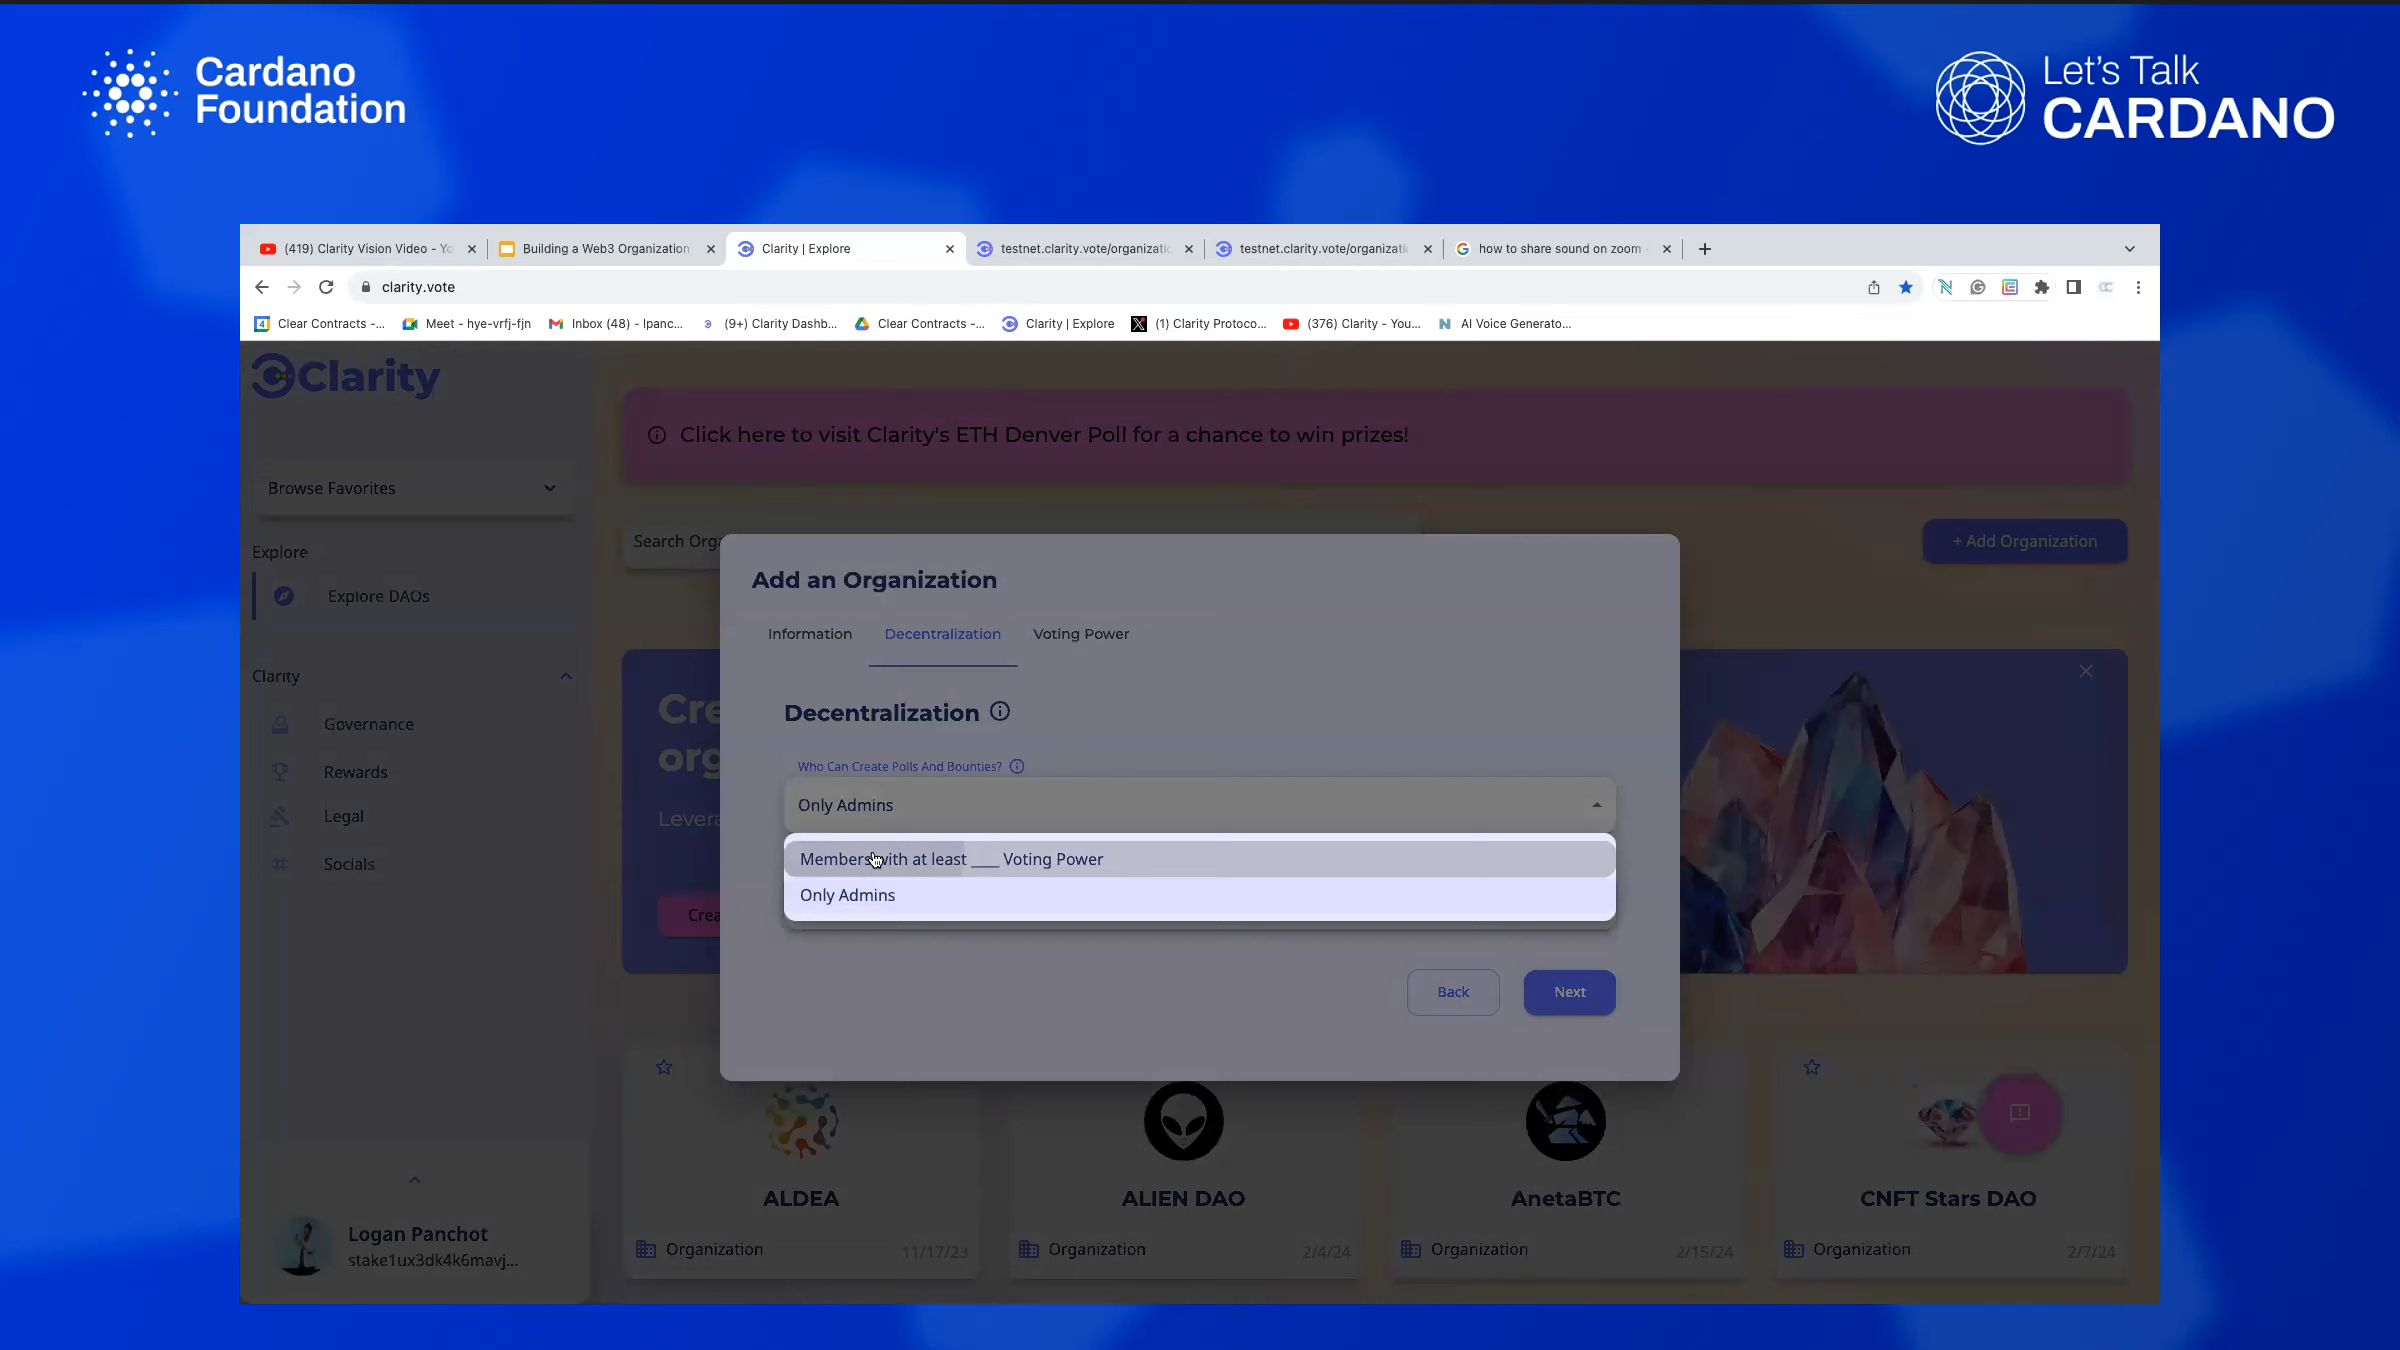 Cardano
Foundation
Let's Talk
CARDANO
(419) Clarity Vision Video - Yo
Building a Web3 Organization
Clarity | Explore
testnet.clarity.vote/organizatio
testnet.clarity.vote/organizatio
how to share sound on zoom
clarity.vote
Clear Contracts -...
Meet - hye-vrfj-fjn
Inbox (48) - lpanc...
(9+) Clarity Dashb...
Clear Contracts -...
Clarity | Explore
(1) Clarity Protoco...
(376) Clarity - You...
AI Voice Generato...
Clarity
Click here to visit Clarity's ETH Denver Poll for a chance to win prizes!
Browse Favorites
Search Orga
+ Add Organization
Explore
Explore DAOs
Add an Organization
Information
Decentralization
Voting Power
Clarity
Governance
Rewards
Legal
Socials
Cre
org
Levera
Crea
Decentralization
Who Can Create Polls And Bounties?
Only Admins
Members with at least ___ Voting Power
Only Admins
Back
Next
ALDEA
ALIEN DAO
AnetaBTC
CNFT Stars DAO
Organization
11/17/23
Organization
2/4/24
Organization
2/15/24
Organization
2/7/24
Logan Panchot
stake1ux3dk4k6mavj...